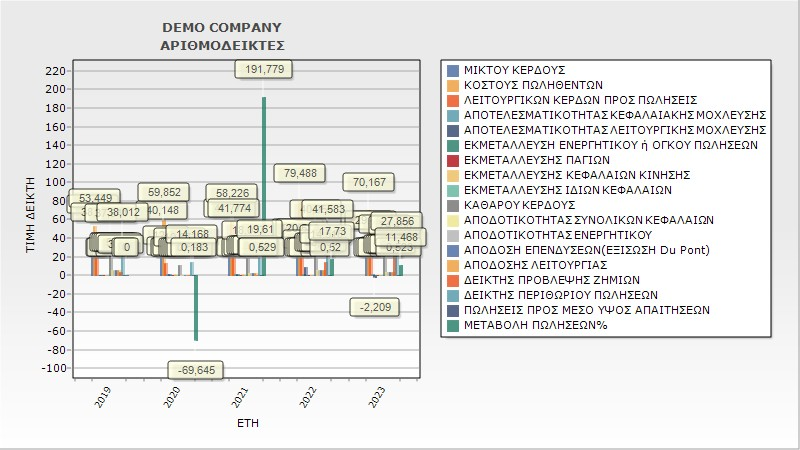 DEMO COMPANY
ΑΡΙΘΜΟΔΕΙΚΤΕΣ
ΤΙΜΗ ΔΕΙΚΤΗ
220
200
180
160
140
120
100
80
60
40
20
0
-20
-40
-60
-80
-100
191,779
79,488
70,167
53,449
59,852
58,226
38,012
40,148
41,774
41,583
27,856
14,168
19,61
17,73
11,468
0
0,183
0,529
0,52
-2,209
-69,645
2019
2020
2021
2022
2023
ΕΤΗ
ΜΙΚΤΟΥ ΚΕΡΔΟΥΣ
ΚΟΣΤΟΥΣ ΠΩΛΗΘΕΝΤΩΝ
ΛΕΙΤΟΥΡΓΙΚΩΝ ΚΕΡΔΩΝ ΠΡΟΣ ΠΩΛΗΣΕΙΣ
ΑΠΟΤΕΛΕΣΜΑΤΙΚΟΤΗΤΑΣ ΚΕΦΑΛΑΙΑΚΗΣ ΜΟΧΛΕΥΣΗΣ
ΑΠΟΤΕΛΕΣΜΑΤΙΚΟΤΗΤΑΣ ΛΕΙΤΟΥΡΓΙΚΗΣ ΜΟΧΛΕΥΣΗΣ
ΕΚΜΕΤΑΛΛΕΥΣΗ ΕΝΕΡΓΗΤΙΚΟΥ ή ΟΓΚΟΥ ΠΩΛΗΣΕΩΝ
ΕΚΜΕΤΑΛΛΕΥΣΗΣ ΠΑΓΙΩΝ
ΕΚΜΕΤΑΛΛΕΥΣΗΣ ΚΕΦΑΛΑΙΩΝ ΚΙΝΗΣΗΣ
ΕΚΜΕΤΑΛΛΕΥΣΗΣ ΙΔΙΩΝ ΚΕΦΑΛΑΙΩΝ
ΚΑΘΑΡΟΥ ΚΕΡΔΟΥΣ
ΑΠΟΔΟΤΙΚΟΤΗΤΑΣ ΣΥΝΟΛΙΚΩΝ ΚΕΦΑΛΑΙΩΝ
ΑΠΟΔΟΤΙΚΟΤΗΤΑΣ ΕΝΕΡΓΗΤΙΚΟΥ
ΑΠΟΔΟΣΗ ΕΠΕΝΔΥΣΕΩΝ(ΕΞΙΣΩΣΗ Du Pont)
ΑΠΟΔΟΣΗΣ ΛΕΙΤΟΥΡΓΙΑΣ
ΔΕΙΚΤΗΣ ΠΡΟΒΛΕΨΗΣ ΖΗΜΙΩΝ
ΔΕΙΚΤΗΣ ΠΕΡΙΘΩΡΙΟΥ ΠΩΛΗΣΕΩΝ
ΠΩΛΗΣΕΙΣ ΠΡΟΣ ΜΕΣΟ ΥΨΟΣ ΑΠΑΙΤΗΣΕΩΝ
ΜΕΤΑΒΟΛΗ ΠΩΛΗΣΕΩΝ%